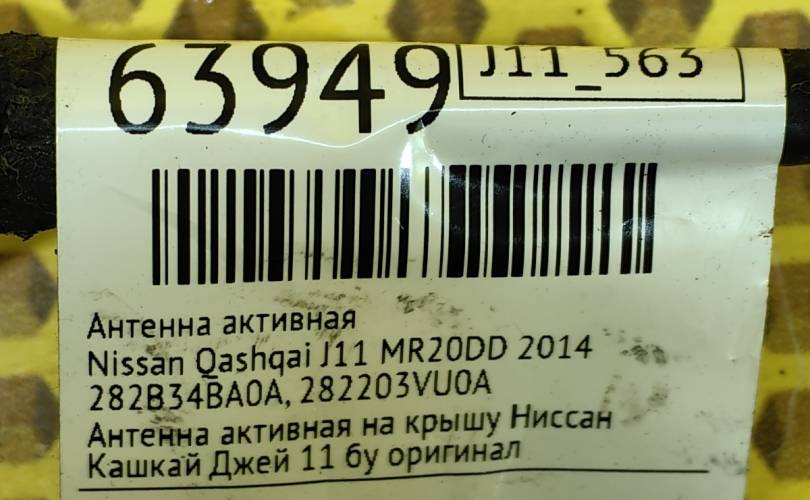 63949 J11_563
Антенна активная
Nissan Qashqai J11 MR20DD 2014
282B34BA0A, 282203VU0A
Антенна активная на крышу Ниссан
Кашкай Джей 11 бу оригинал